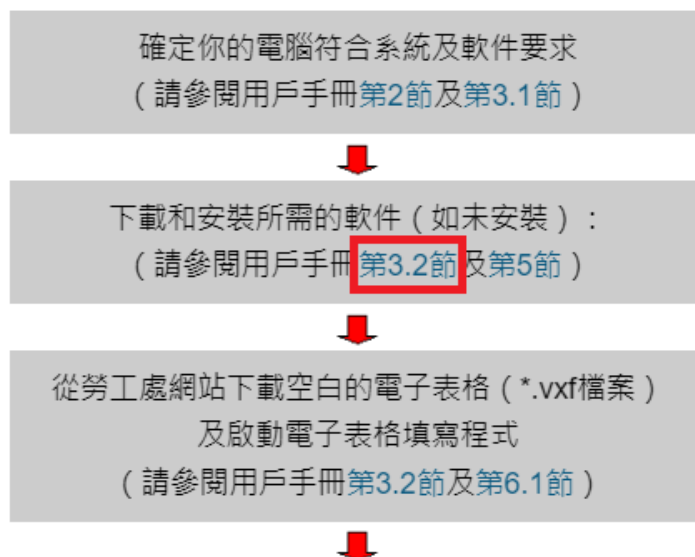 確定你的電腦符合系統及軟件要求
（請參閱用戶手冊第2節及第3.1節）
下載和安裝所需的軟件（如未安裝）：
（請參閱用戶手冊第3.2節及第5節）
從勞工處網站下載空白的電子表格（*.vxf檔案）
及啟動電子表格填寫程式
（請參閱用戶手冊第3.2節及第6.1節）